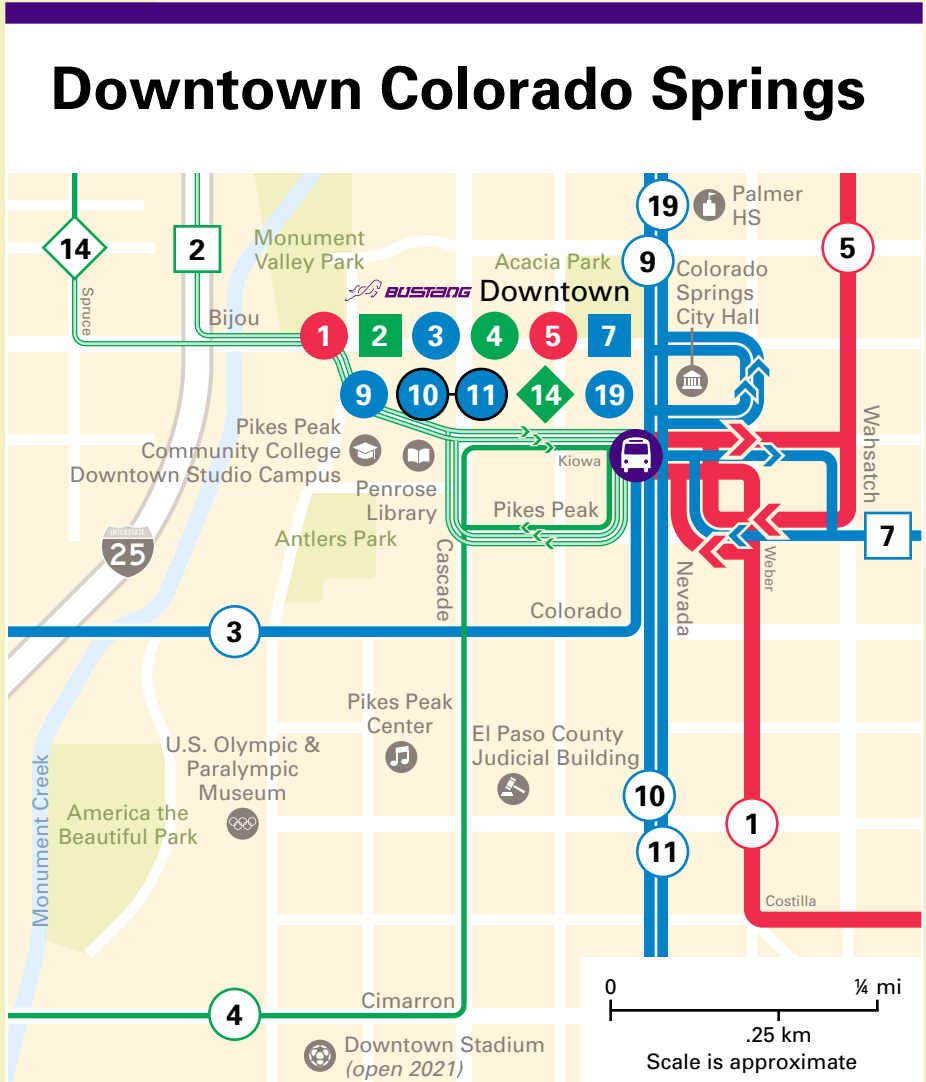 Downtown Colorado Springs
19
Palmer
HS
14
2
5
Monument
Valley Park
9
Acacia Park
Colorado
Springs
City Hall
BUSTANG Downtown
Spruce
Bijou
1
2
3
4
5
7
9
10
11
14
19
Wahsatch
Pikes Peak
Community College
Downtown Studio Campus
Kiowa
Penrose
Library
Pikes Peak
Antlers Park
INTERSTATE
25
7
Cascade
Nevada
Weber
Colorado
3
Pikes Peak
Center
El Paso County
Judicial Building
U.S. Olympic &
Paralympic
Museum
10
Monument Creek
America the
Beautiful Park
1
11
Costilla
0
¼ mi
Cimarron
4
.25 km
Downtown Stadium
(open 2021)
Scale is approximate